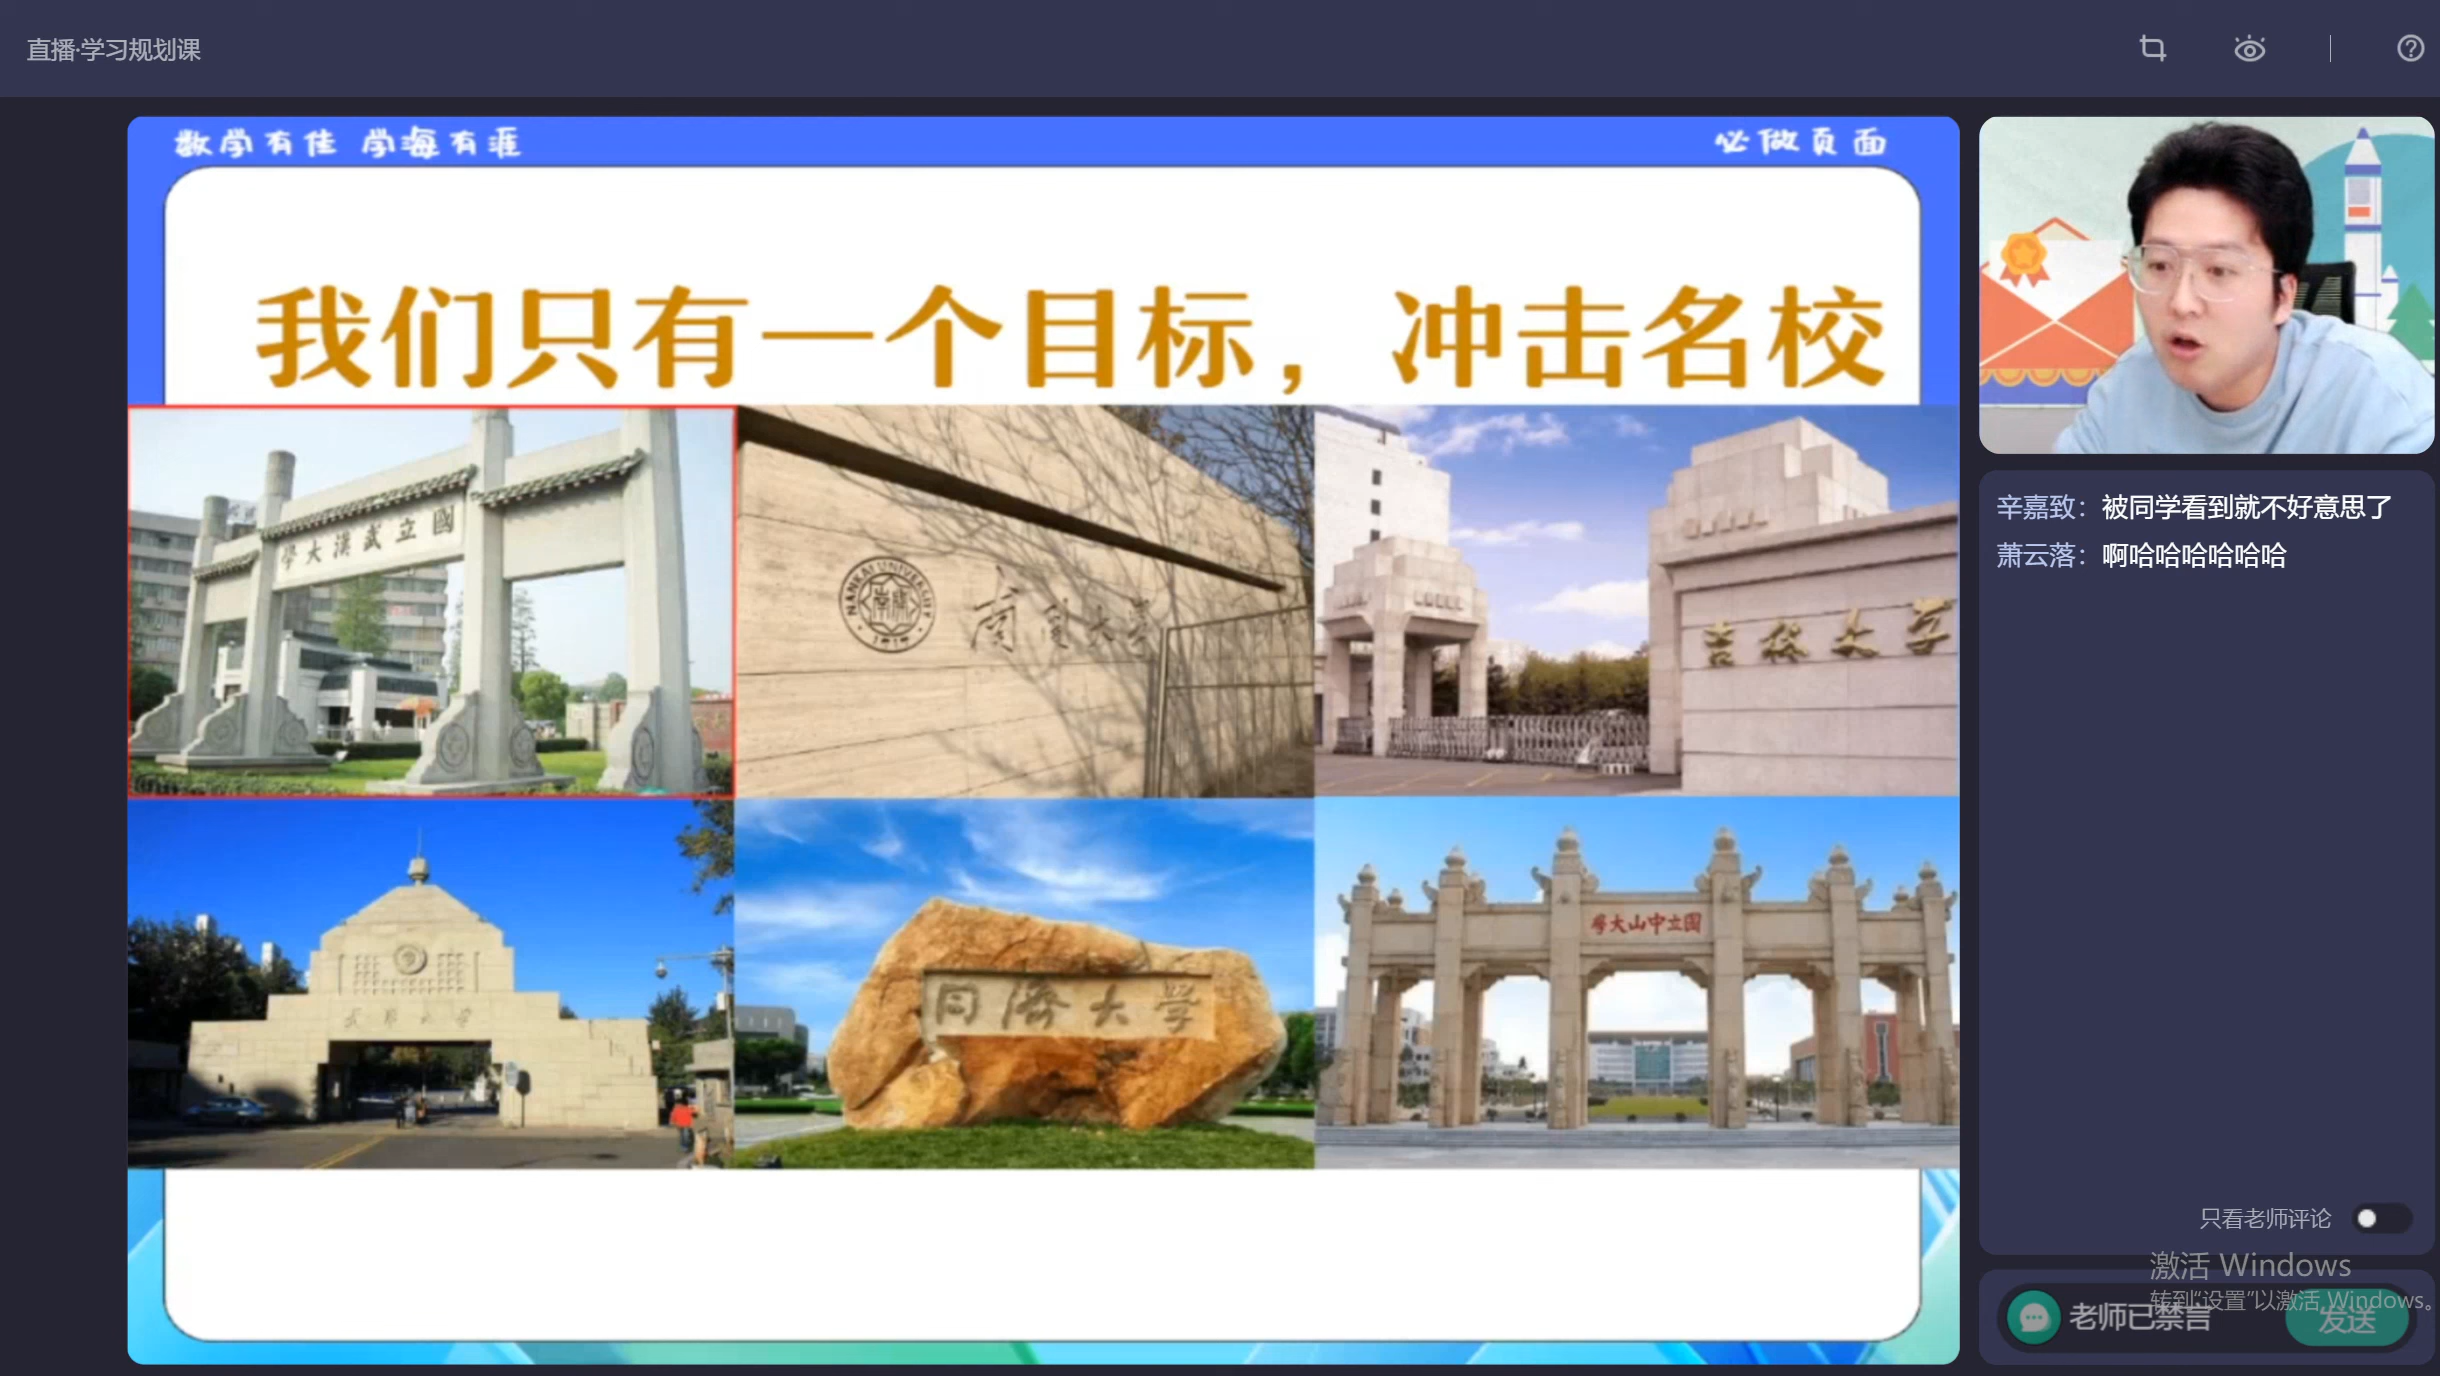 直播·学习规划课
数学有佳 学海有涯
必做页面
我们只有一个目标，冲击名校
學大漢武立國
NANKAI UNIVERSITY
1919
南开大学
吉林大学
同濟大学
學大山中立國
辛嘉致：被同学看到就不好意思了
萧云落：啊哈哈哈哈哈哈
只看老师评论
激活 Windows
转到"设置"以激活 Windows。
老师已禁言
发送